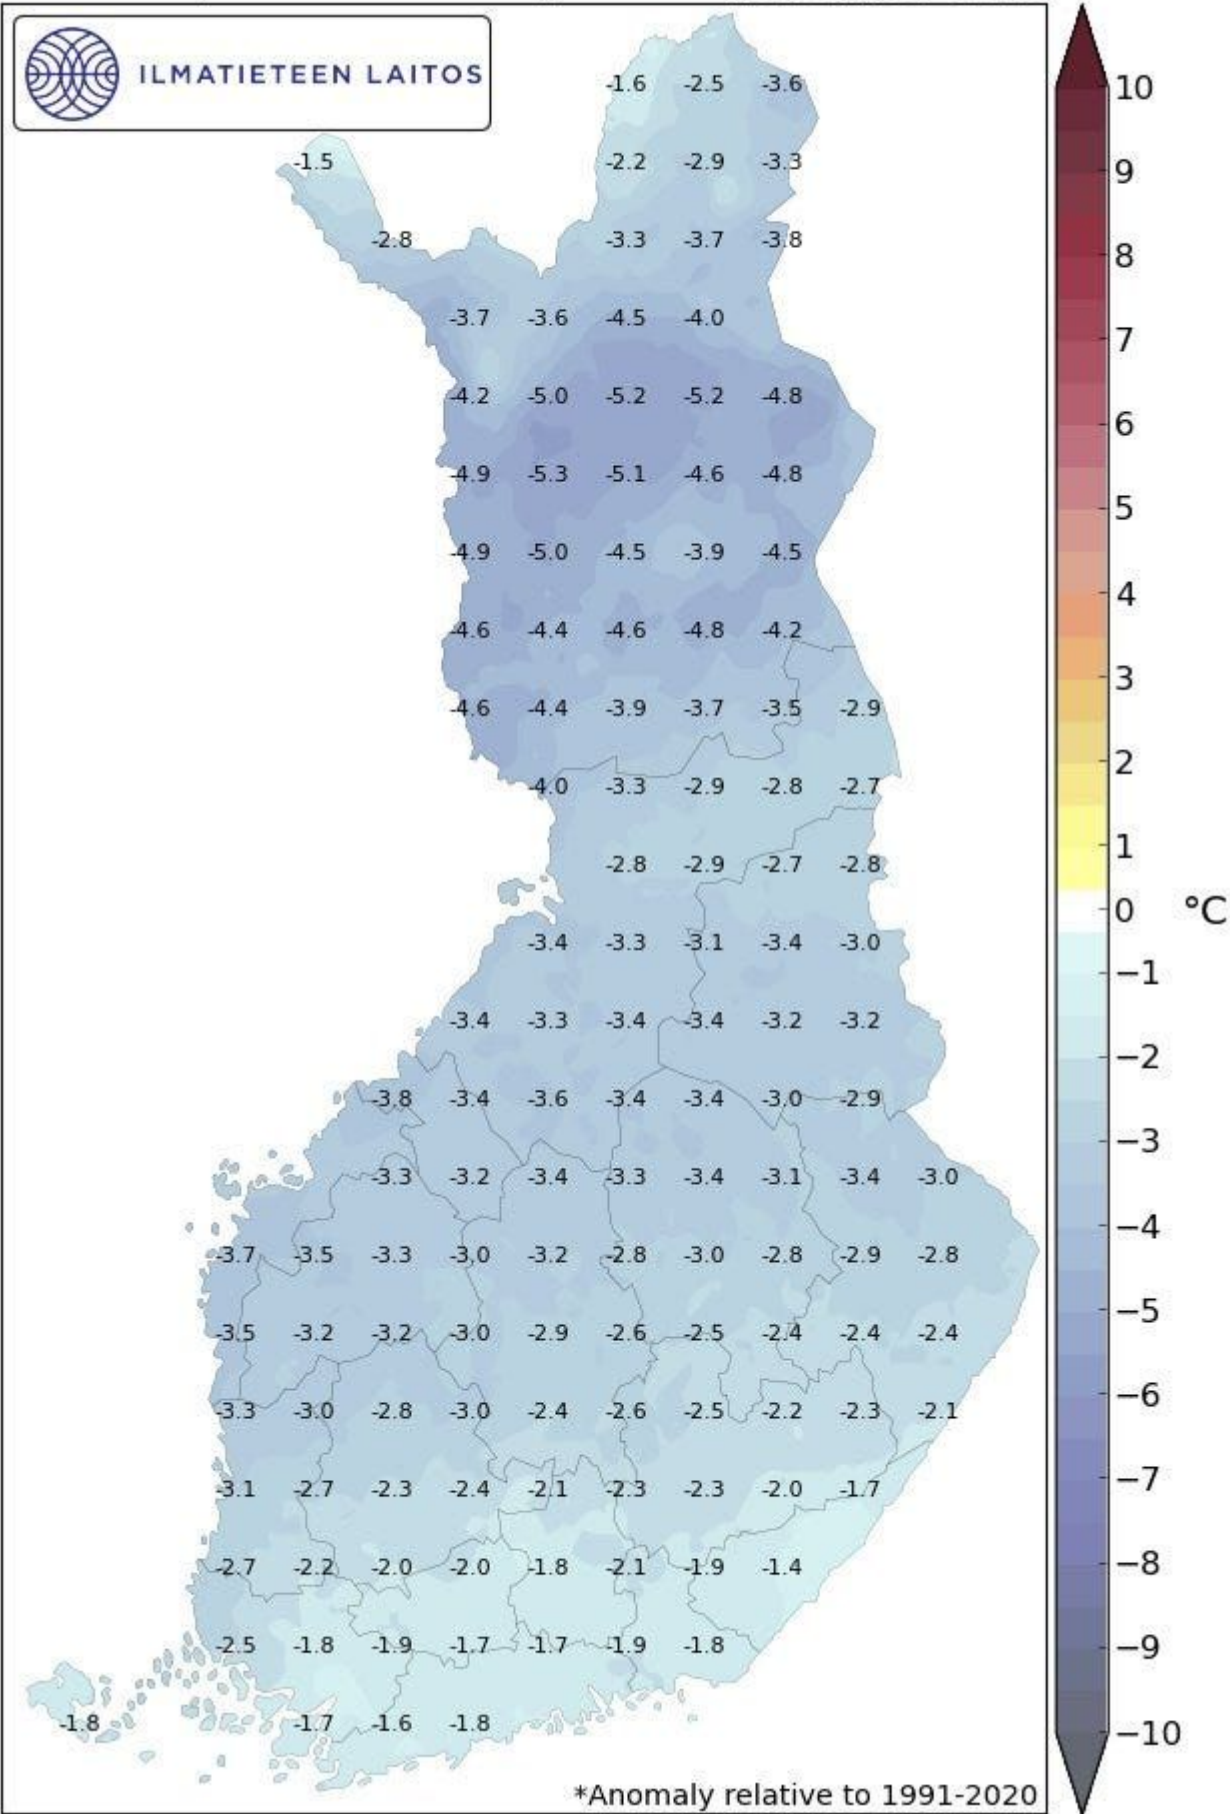 ILMATIETEEN LAITOS
-1.6 -2.5 -3.6
-1.5 -2.2 -2.9 -3.3
-2.8 -3.3 -3.7 -3.8
-3.7 -3.6 -4.5 -4.0
-4.2 -5.0 -5.2 -5.2 -4.8
-4.9 -5.3 -5.1 -4.6 -4.8
-4.9 -5.0 -4.5 -3.9 -4.5
-4.6 -4.4 -4.6 -4.8 -4.2
-4.6 -4.4 -3.9 -3.7 -3.5 -2.9
-4.0 -3.3 -2.9 -2.8 -2.7
-2.8 -2.9 -2.7 -2.8
-3.4 -3.3 -3.1 -3.4 -3.0
-3.4 -3.3 -3.4 -3.4 -3.2 -3.2
-3.8 -3.4 -3.6 -3.4 -3.4 -3.0 -2.9
-3.3 -3.2 -3.4 -3.3 -3.4 -3.1 -3.4 -3.0
-3.7 -3.5 -3.3 -3.0 -3.2 -2.8 -3.0 -2.8 -2.9 -2.8
-3.5 -3.2 -3.2 -3.0 -2.9 -2.6 -2.5 -2.4 -2.4 -2.4
-3.3 -3.0 -2.8 -3.0 -2.4 -2.6 -2.5 -2.2 -2.3 -2.1
-3.1 -2.7 -2.3 -2.4 -2.1 -2.3 -2.3 -2.0 -1.7
-2.7 -2.2 -2.0 -2.0 -1.8 -2.1 -1.9 -1.4
-2.5 -1.8 -1.9 -1.7 -1.7 -1.9 -1.8
-1.8 -1.7 -1.6 -1.8
*Anomaly relative to 1991-2020
10
9
8
7
6
5
4
3
2
1
0
°C
−1
−2
−3
−4
−5
−6
−7
−8
−9
−10